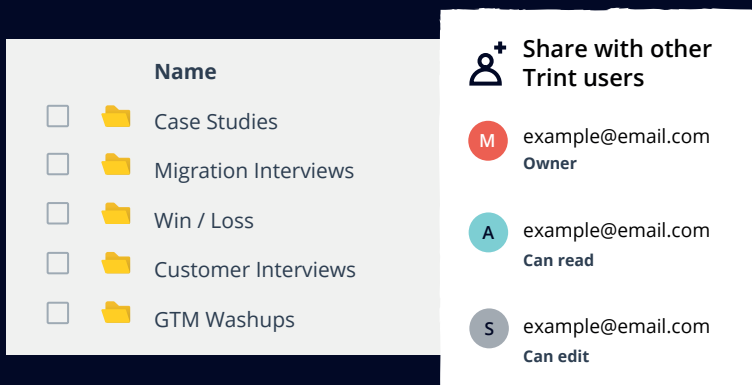 Name
Case Studies
Migration Interviews
Win / Loss
Customer Interviews
GTM Washups
Share with other
Trint users
M
example@email.com
Owner
A
example@email.com
Can read
S
example@email.com
Can edit